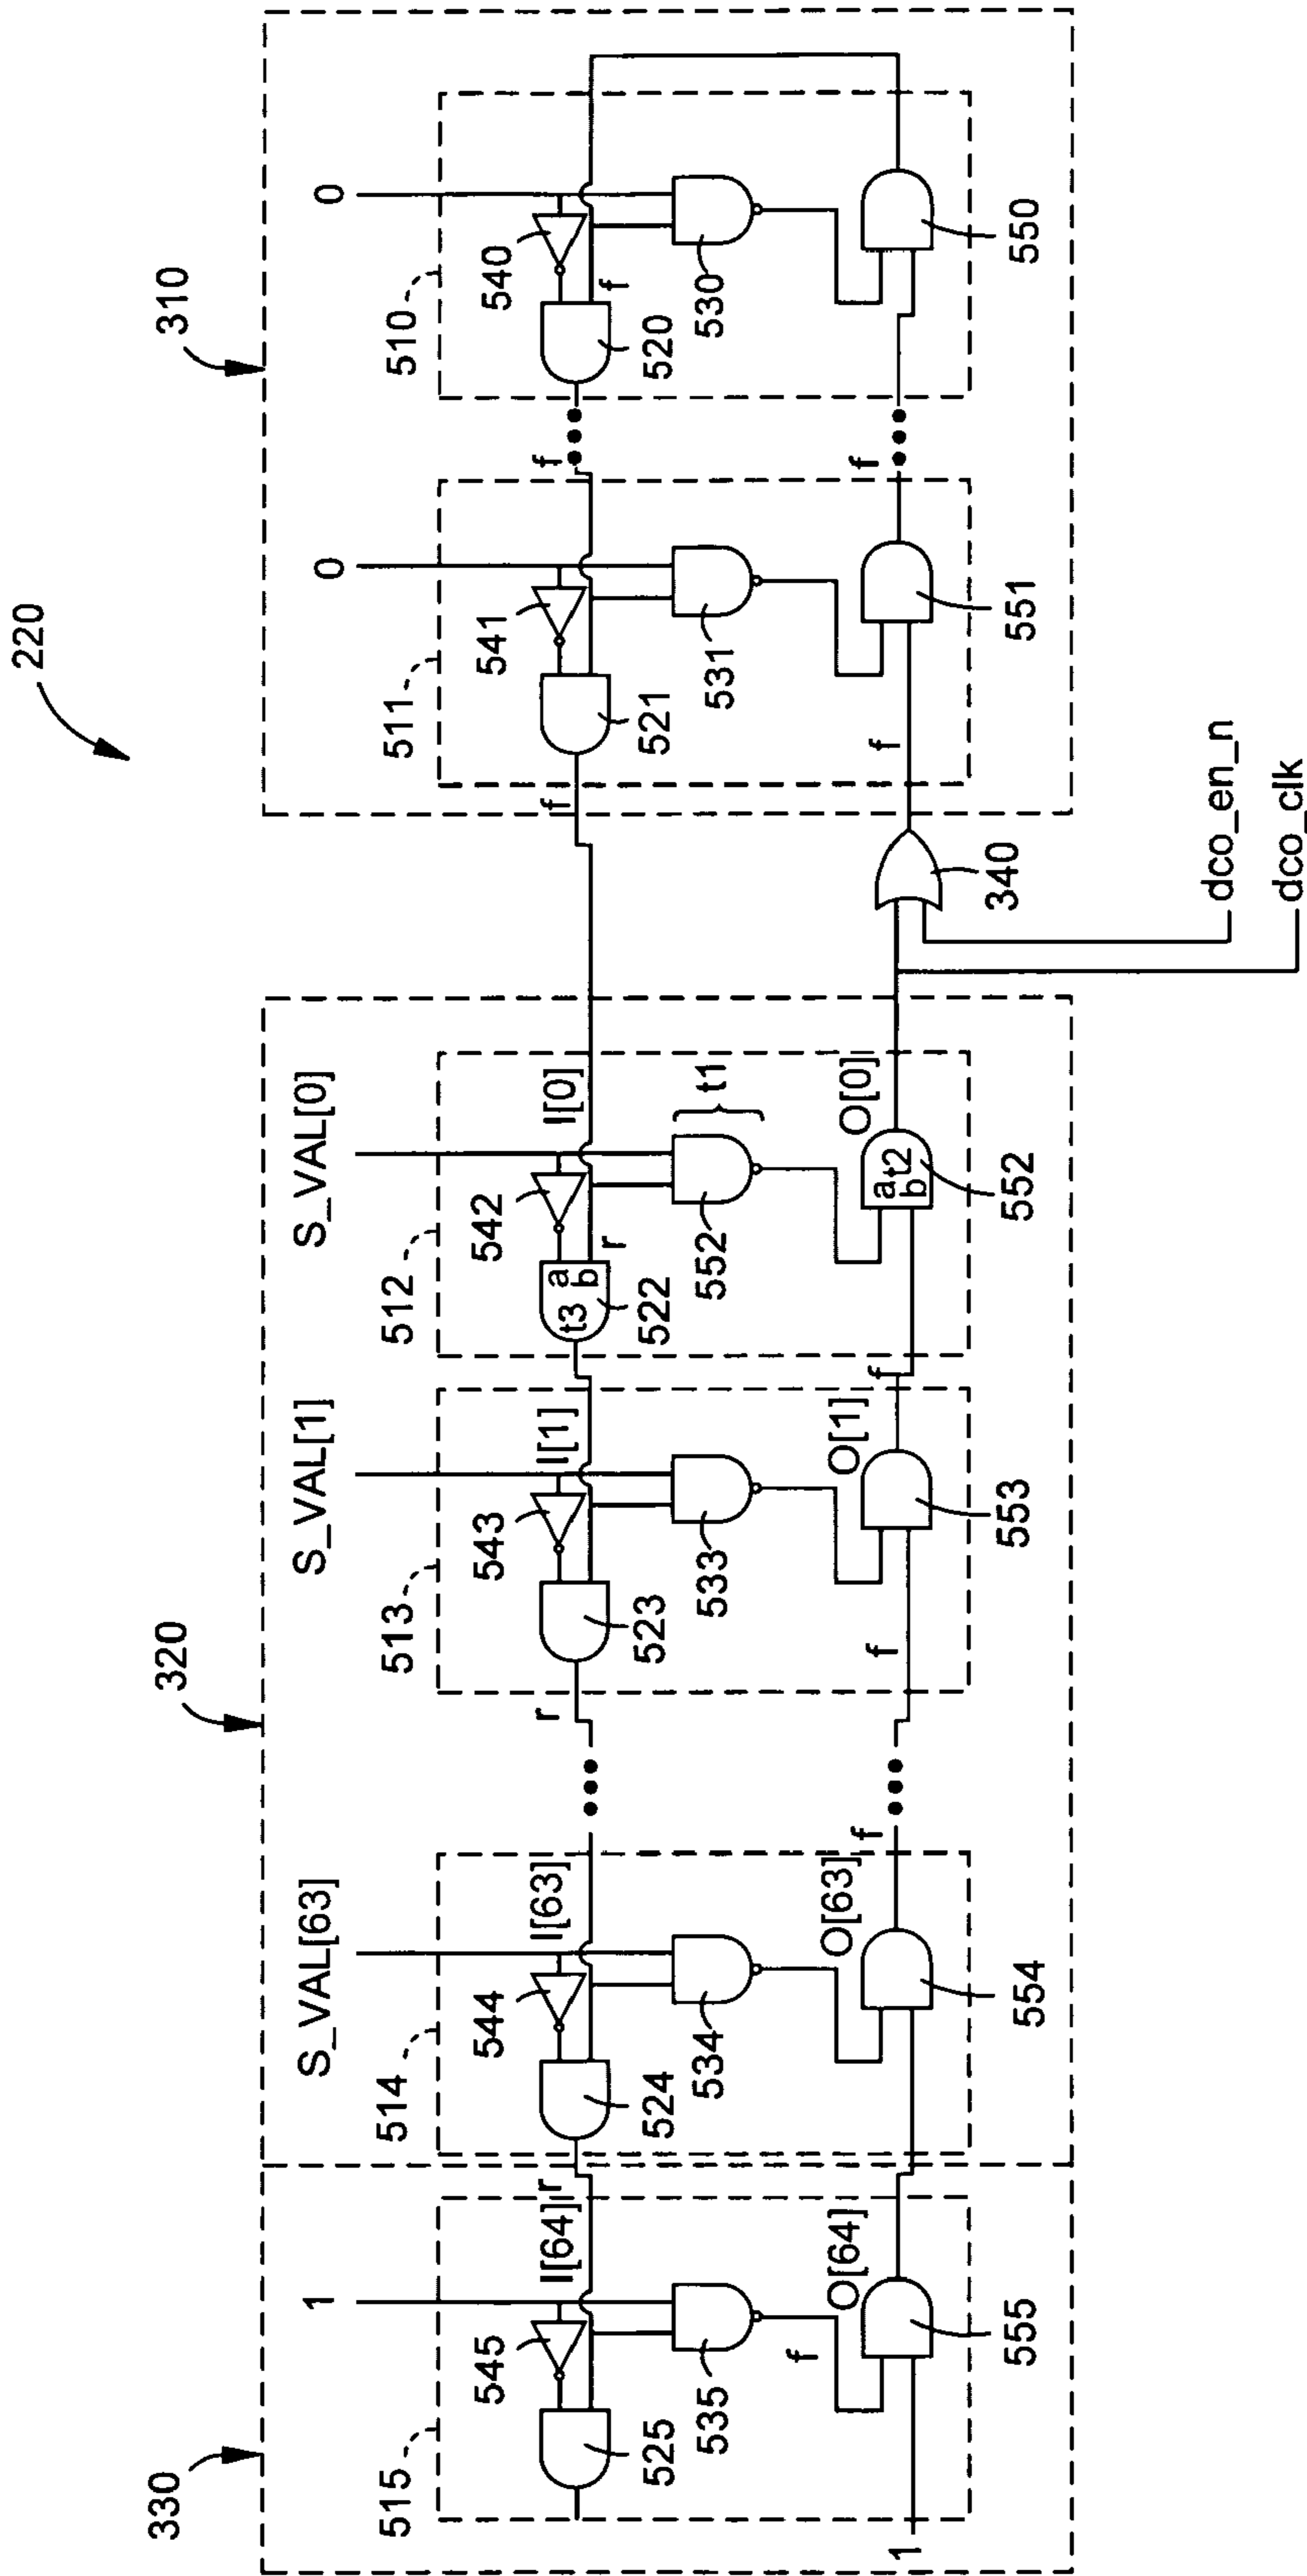 220
330
320
310
1
S_VAL[63]
S_VAL[1]
S_VAL[0]
0
0
515
514
513
512
511
510
545
544
543
542
541
540
I[64]
I[63]
I[1]
I[0]
r
r
r
f
f
f
t3
a
b
525
524
523
522
521
520
535
534
533
552
t1
531
530
f
O[64]
O[63]
O[1]
O[0]
f
f
f
f
f
a
b
t2
1
555
554
553
552
340
551
550
dco_en_n
dco_clk